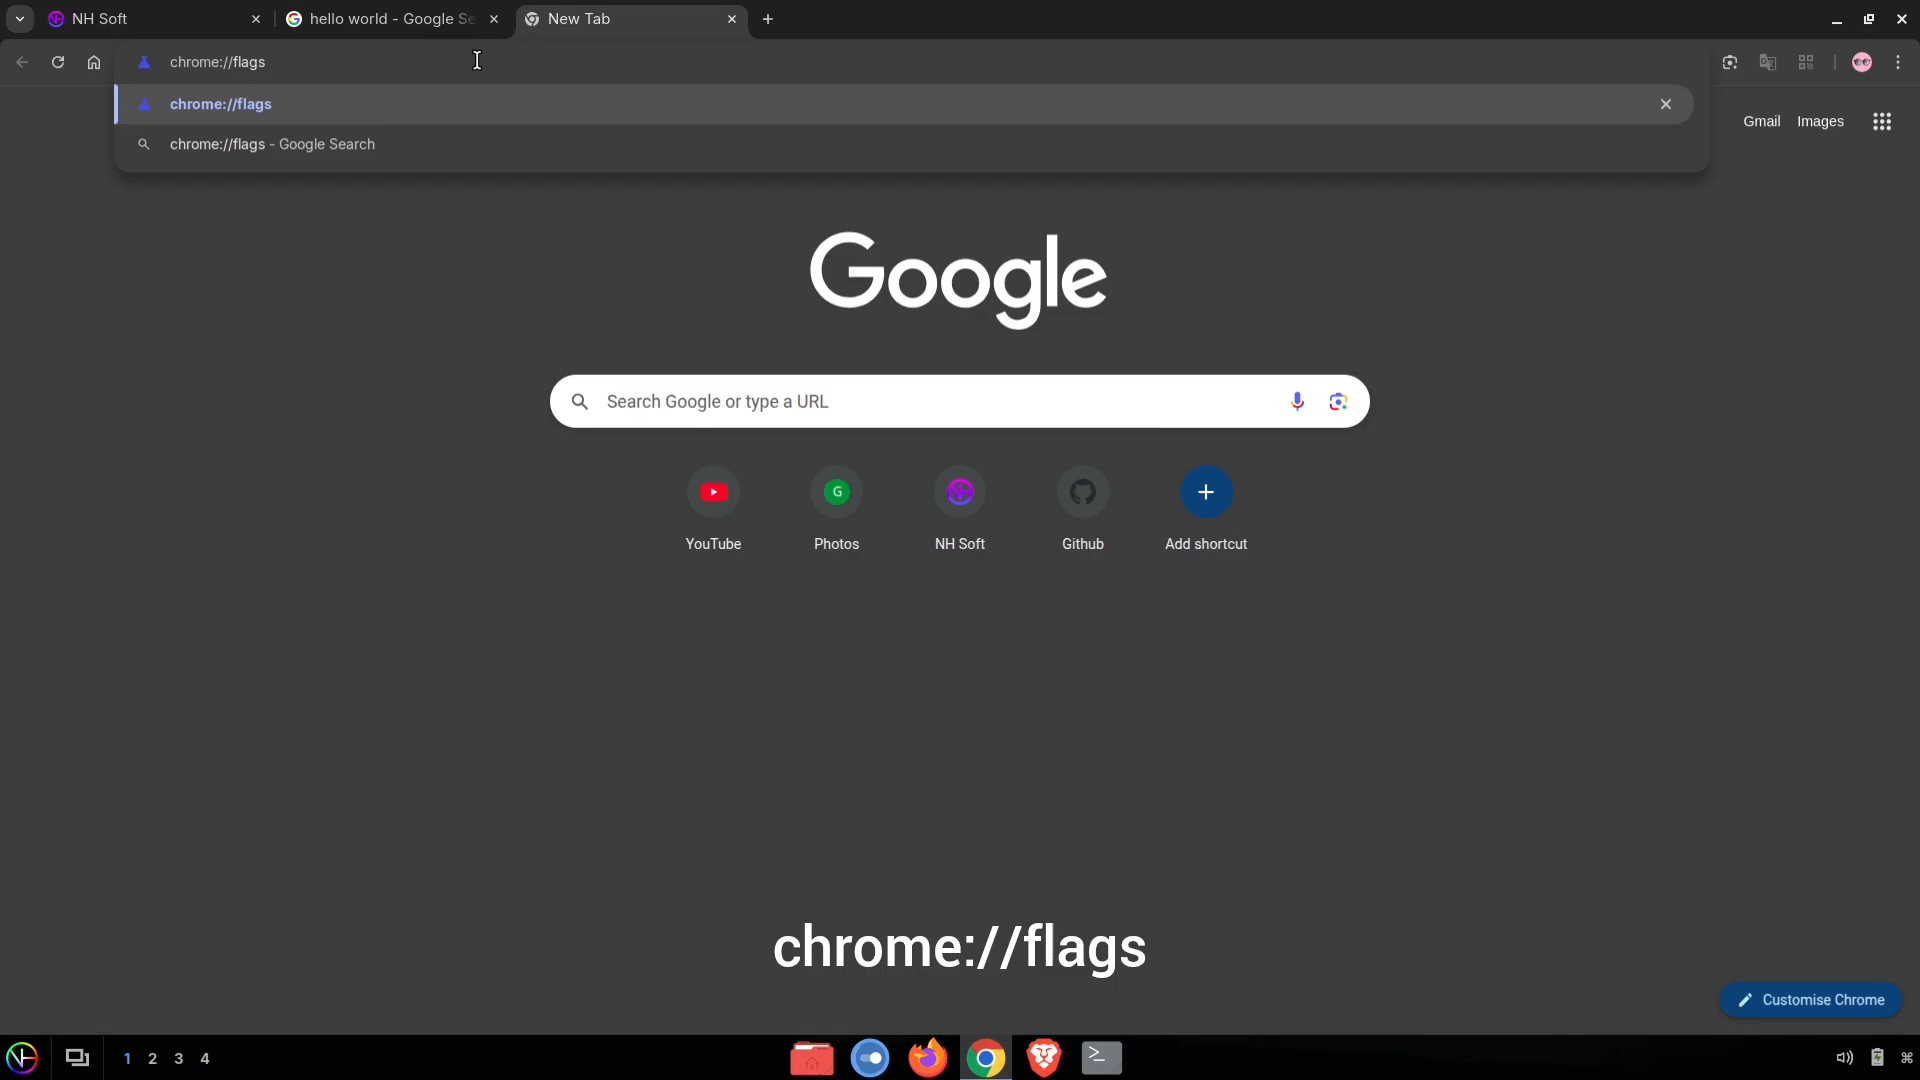 NH Soft
hello world - Google Se
New Tab
chrome://flags
chrome://flags
chrome://flags - Google Search
Gmail
Images
Google
Search Google or type a URL
G
YouTube
Photos
NH Soft
Github
Add shortcut
chrome://flags
Customise Chrome
1 2 3 4